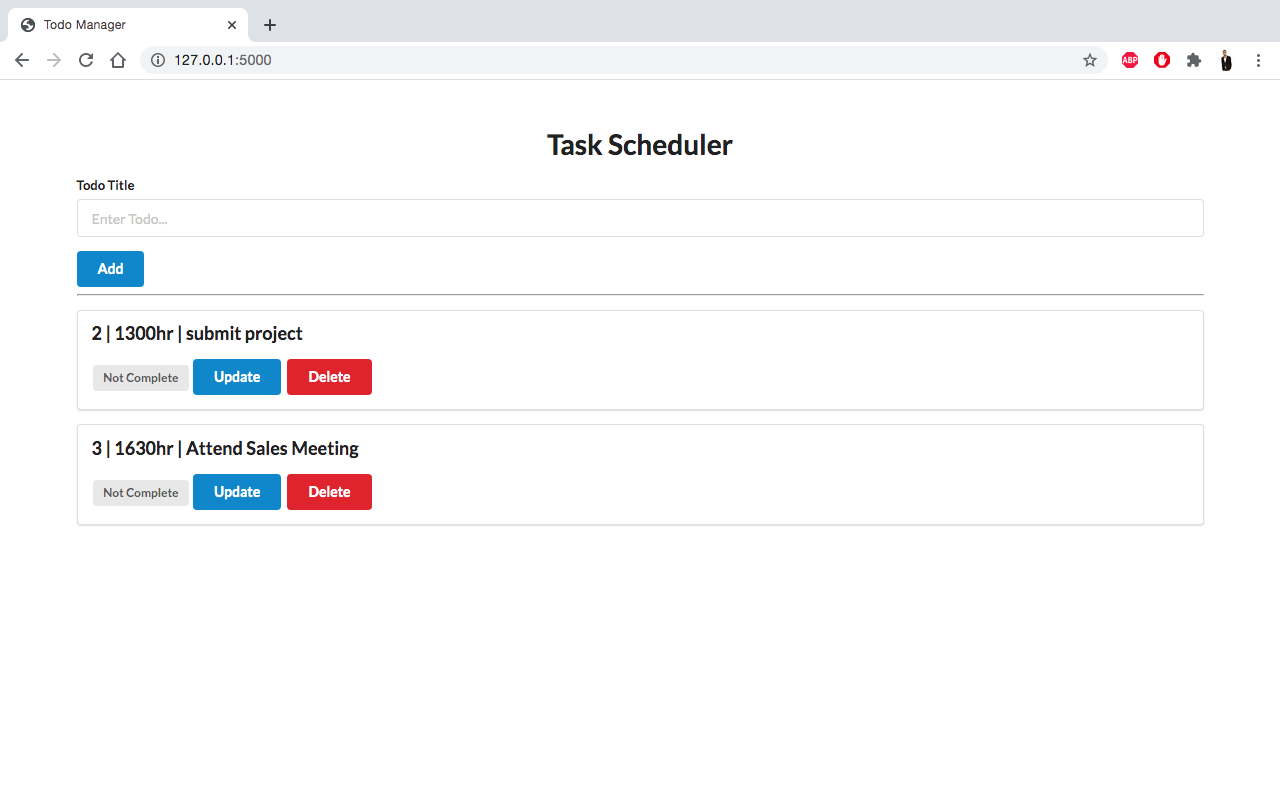 Todo Manager
127.0.0.1:5000
ABP
Task Scheduler
Todo Title
Enter Todo...
Add
2 | 1300hr | submit project
Not Complete Update Delete
3 | 1630hr | Attend Sales Meeting
Not Complete Update Delete